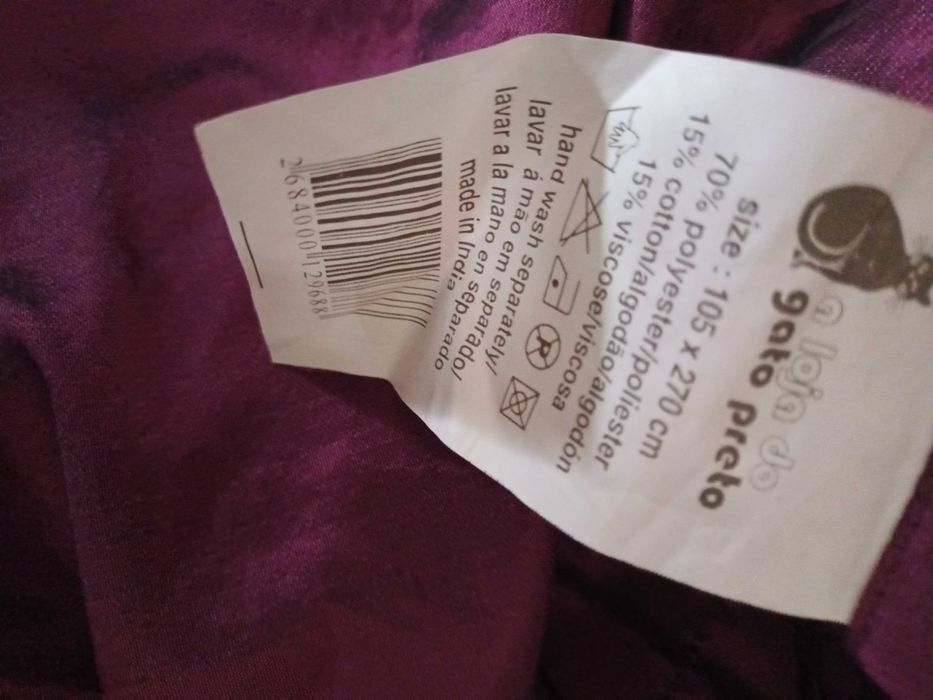 a loja do
gato preto
size : 105 x 270 cm
70% polyester/poliester
15% cotton/algodão/algodón
15% viscose/viscosa
hand wash separately/
lavar á mão em separado/
lavar a la mano en separado
made in India
2684000129688